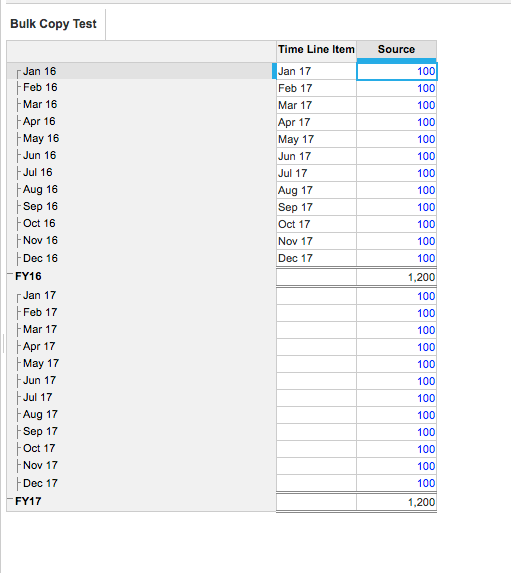 Bulk Copy Test
Time Line Item Source
Jan 16 Jan 17 100
Feb 16 Feb 17 100
Mar 16 Mar 17 100
Apr 16 Apr 17 100
May 16 May 17 100
Jun 16 Jun 17 100
Jul 16 Jul 17 100
Aug 16 Aug 17 100
Sep 16 Sep 17 100
Oct 16 Oct 17 100
Nov 16 Nov 17 100
Dec 16 Dec 17 100
FY16 1,200
Jan 17 100
Feb 17 100
Mar 17 100
Apr 17 100
May 17 100
Jun 17 100
Jul 17 100
Aug 17 100
Sep 17 100
Oct 17 100
Nov 17 100
Dec 17 100
FY17 1,200